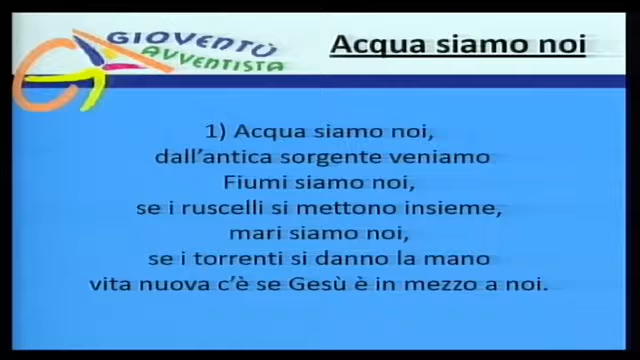 GIOVENTÙ
AVVENTISTA
Acqua siamo noi
1) Acqua siamo noi,
dall'antica sorgente veniamo
Fiumi siamo noi,
se i ruscelli si mettono insieme,
mari siamo noi,
se i torrenti si danno la mano
vita nuova c'è se Gesù è in mezzo a noi.